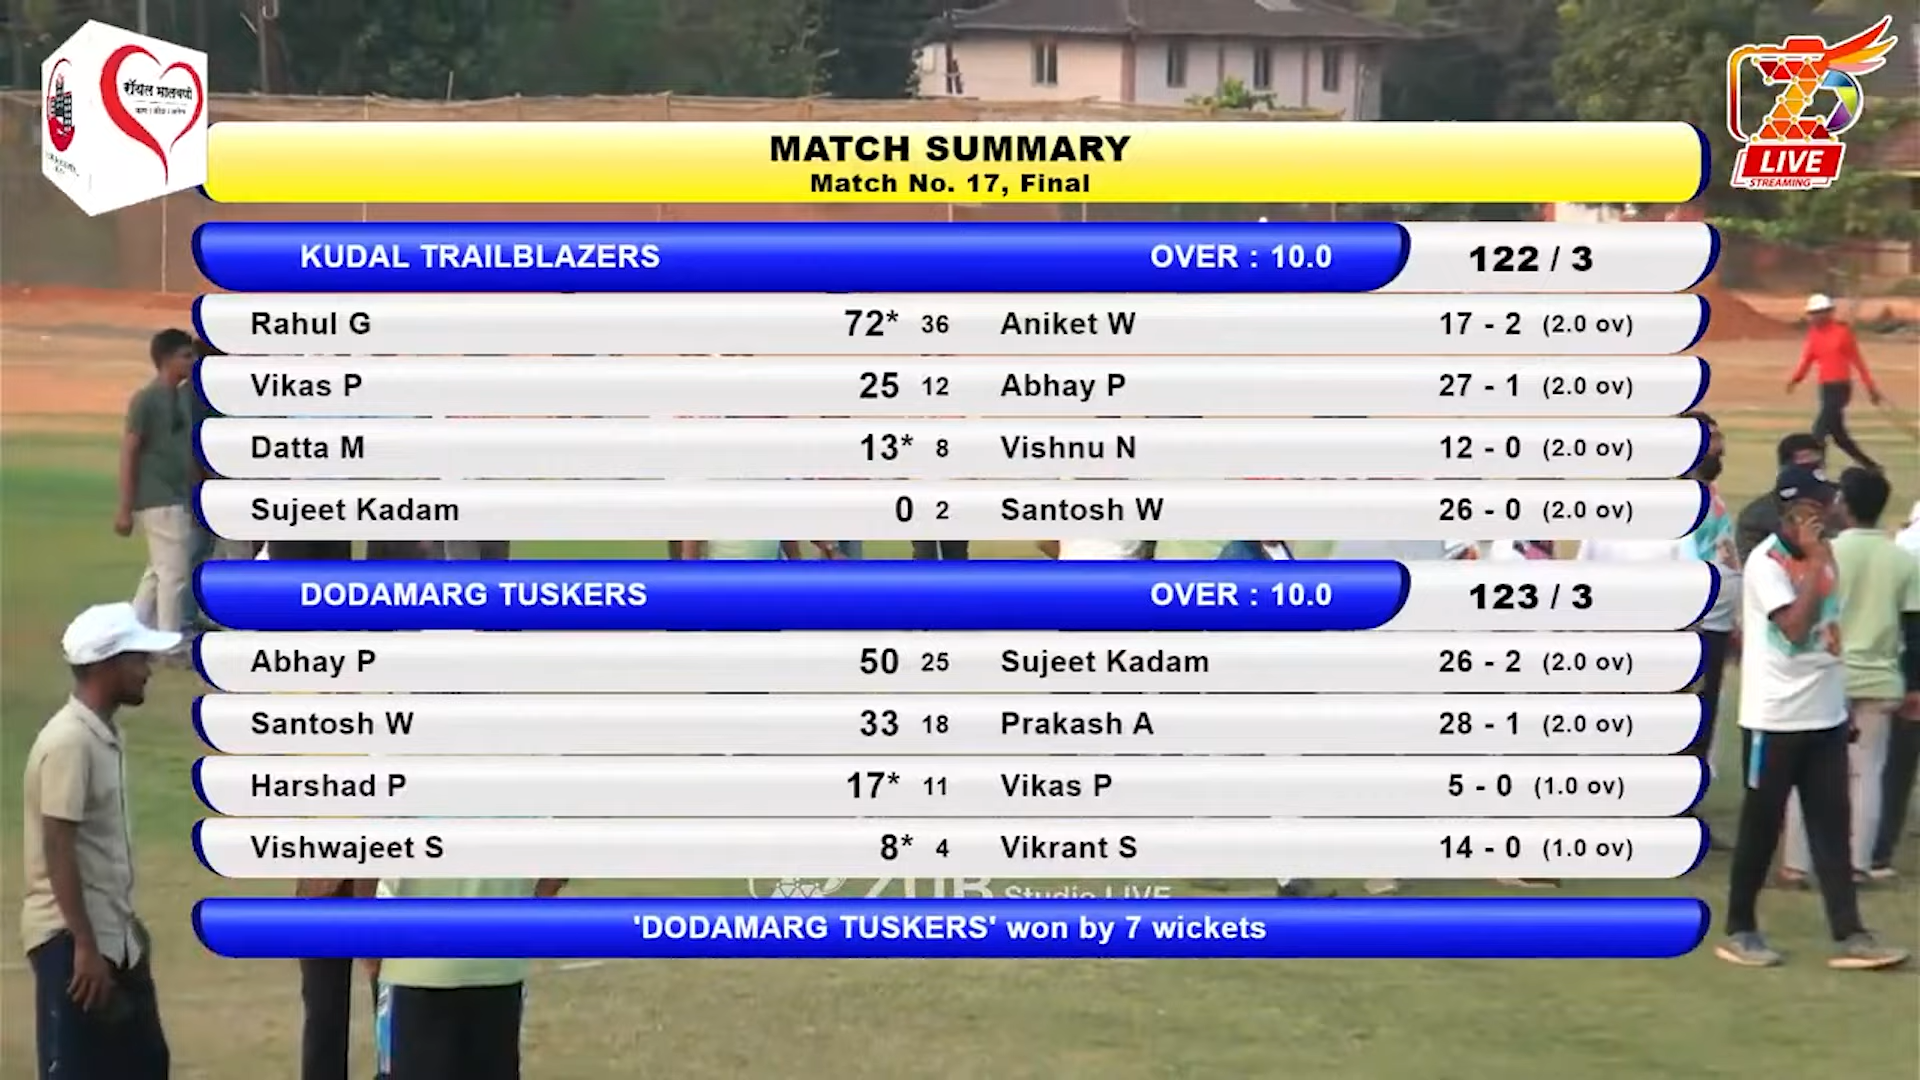 रॉयल मालवणी
LIVE
STREAMING
MATCH SUMMARY
Match No. 17, Final
KUDAL TRAILBLAZERS OVER : 10.0 122 / 3
Rahul G 72* 36 Aniket W 17 - 2 (2.0 ov)
Vikas P 25 12 Abhay P 27 - 1 (2.0 ov)
Datta M 13* 8 Vishnu N 12 - 0 (2.0 ov)
Sujeet Kadam 0 2 Santosh W 26 - 0 (2.0 ov)
DODAMARG TUSKERS OVER : 10.0 123 / 3
Abhay P 50 25 Sujeet Kadam 26 - 2 (2.0 ov)
Santosh W 33 18 Prakash A 28 - 1 (2.0 ov)
Harshad P 17* 11 Vikas P 5 - 0 (1.0 ov)
Vishwajeet S 8* 4 Vikrant S 14 - 0 (1.0 ov)
Studio LIVE
'DODAMARG TUSKERS' won by 7 wickets